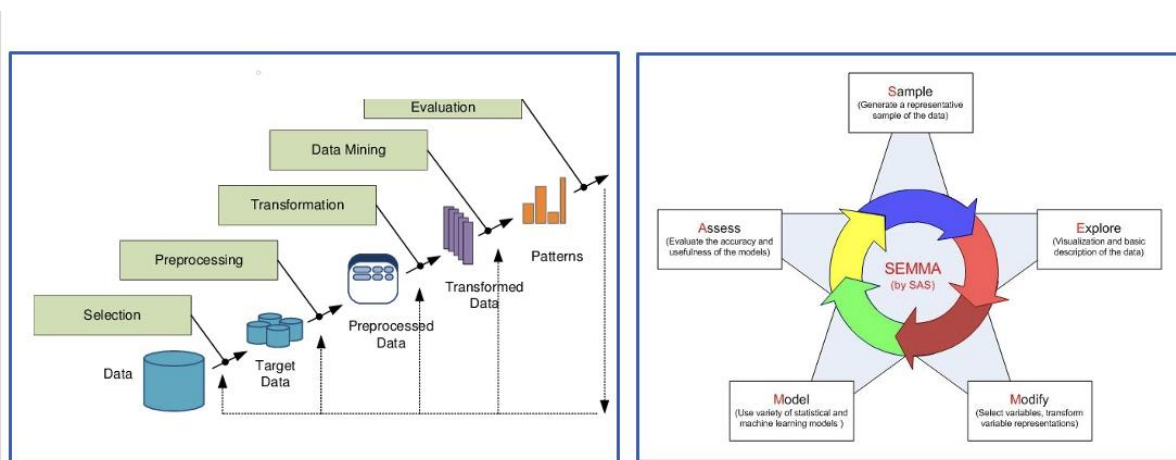 Evaluation
Data Mining
Transformation
Preprocessing
Selection
Data
Target
Data
Preprocessed
Data
Transformed
Data
Patterns
Sample
(Generate a representative
sample of the data)
Assess
(Evaluate the accuracy and
usefulness of the models)
Explore
(Visualization and basic
description of the data)
SEMMA
(by SAS)
Model
(Use variety of statistical and
machine learning models )
Modify
(Select variables, transform
variable representations)